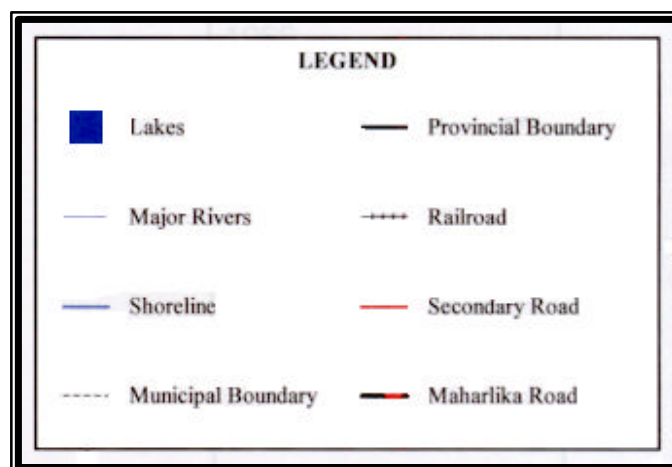 LEGEND
Lakes
Provincial Boundary
Major Rivers
Railroad
Shoreline
Secondary Road
Municipal Boundary
Maharlika Road